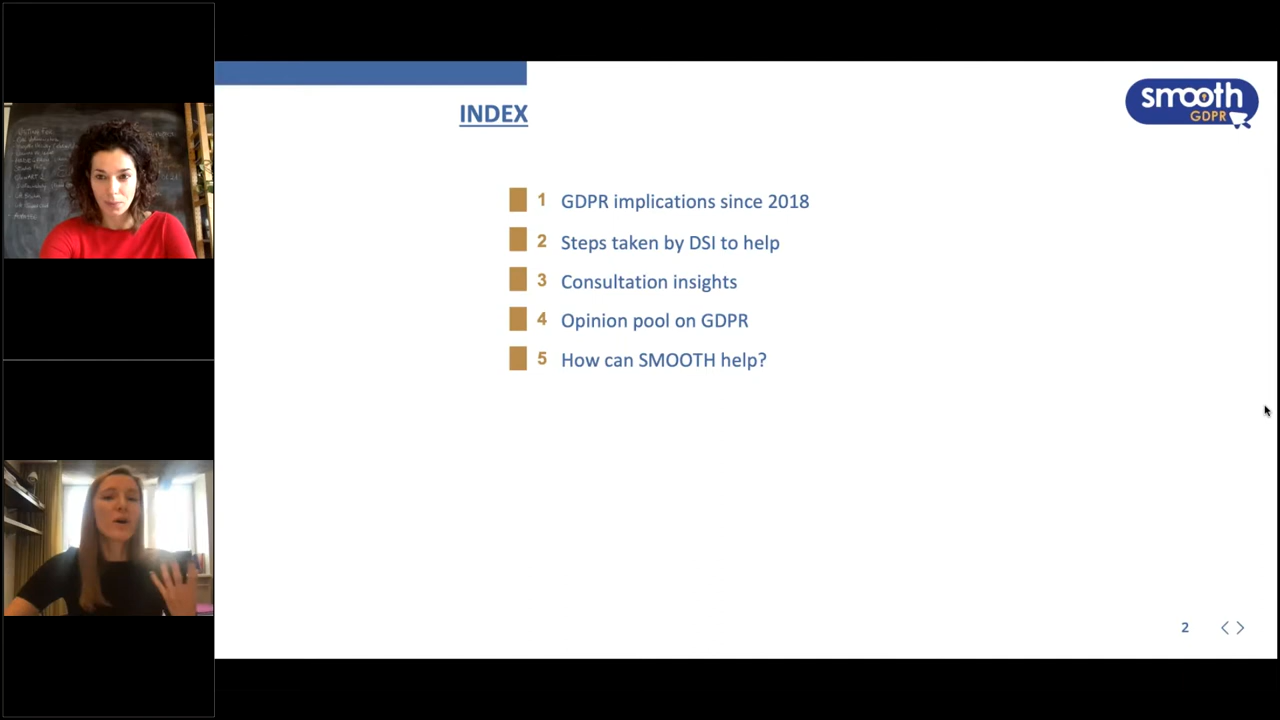 INDEX
smooth
GDPR
1 GDPR implications since 2018
2 Steps taken by DSI to help
3 Consultation insights
4 Opinion pool on GDPR
5 How can SMOOTH help?
2